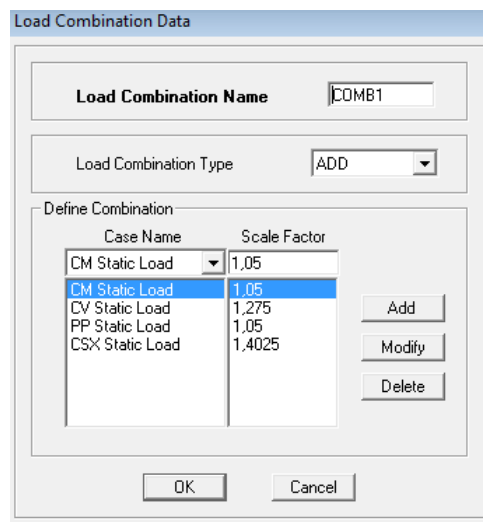 Load Combination Data
Load Combination Name COMB1
Load Combination Type ADD
Define Combination
Case Name Scale Factor
CM Static Load 1,05
CM Static Load 1,05
CV Static Load 1,275
PP Static Load 1,05
CSX Static Load 1,4025
Add
Modify
Delete
OK Cancel